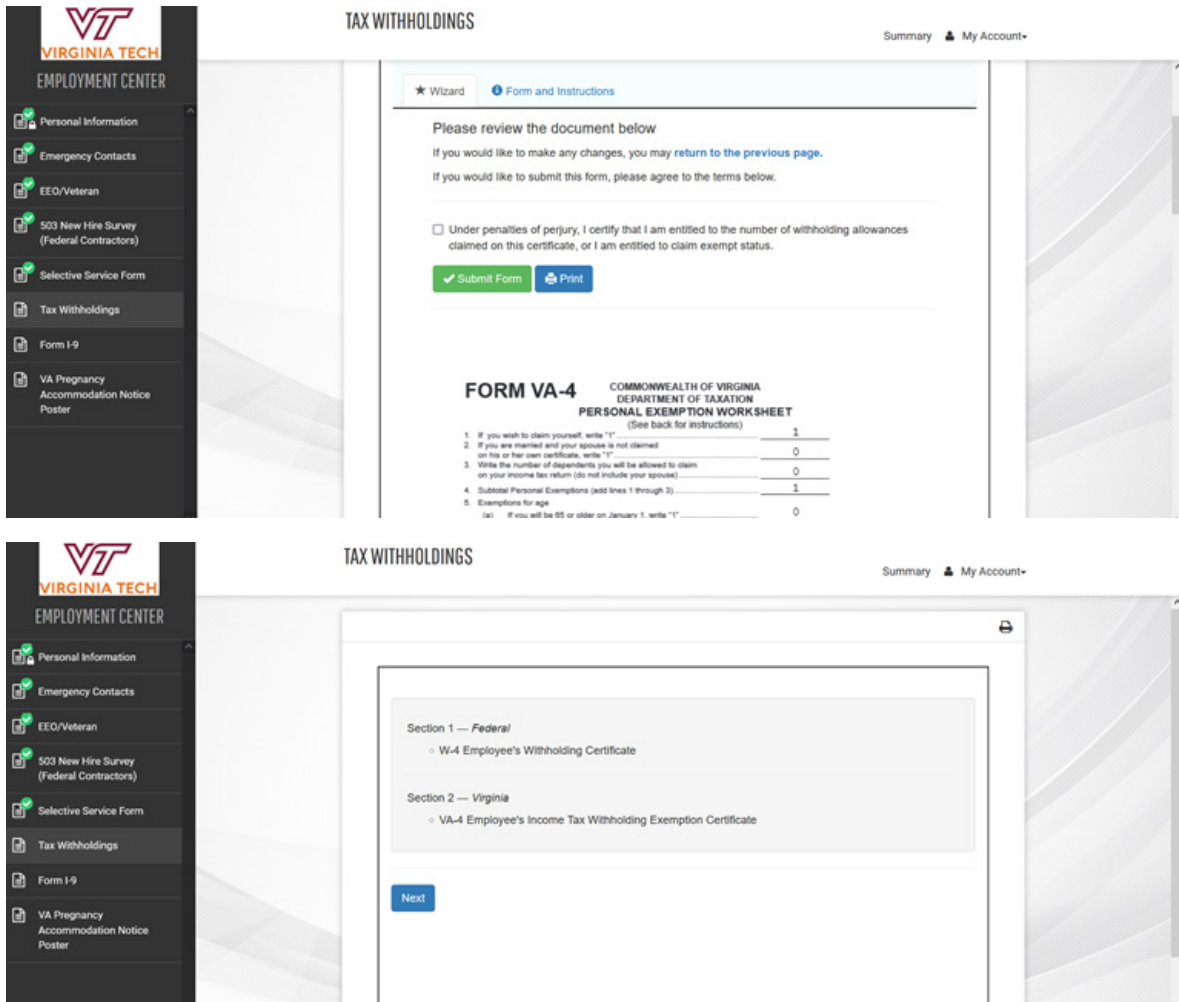 VT
VIRGINIA TECH
EMPLOYMENT CENTER
Personal Information
Emergency Contacts
EEO/Veteran
503 New Hire Survey
(Federal Contractors)
Selective Service Form
Tax Withholdings
Form I-9
VA Pregnancy
Accommodation Notice
Poster
TAX WITHHOLDINGS
Summary My Account
Wizard Form and Instructions
Please review the document below
If you would like to make any changes, you may return to the previous page.
If you would like to submit this form, please agree to the terms below.
Under penalties of perjury, I certify that I am entitled to the number of withholding allowances
claimed on this certificate, or I am entitled to claim exempt status.
Submit Form Print
FORM VA-4 COMMONWEALTH OF VIRGINIA
DEPARTMENT OF TAXATION
PERSONAL EXEMPTION WORKSHEET
(See back for instructions)
1. If you wish to claim yourself, write "1" 1
2. If you are married and your spouse is not claimed
on his or her own certificate, write "1" 0
3. Write the number of dependents you will be allowed to claim
on your income tax return (do not include your spouse) 0
4. Subtotal Personal Exemptions (add lines 1 through 3) 1
5. Exemptions for age
(a) If you will be 65 or older on January 1, write "1" 0
VT
VIRGINIA TECH
EMPLOYMENT CENTER
Personal Information
Emergency Contacts
EEO/Veteran
503 New Hire Survey
(Federal Contractors)
Selective Service Form
Tax Withholdings
Form I-9
VA Pregnancy
Accommodation Notice
Poster
TAX WITHHOLDINGS
Summary My Account
Section 1 — Federal
W-4 Employee's Withholding Certificate
Section 2 — Virginia
VA-4 Employee's Income Tax Withholding Exemption Certificate
Next